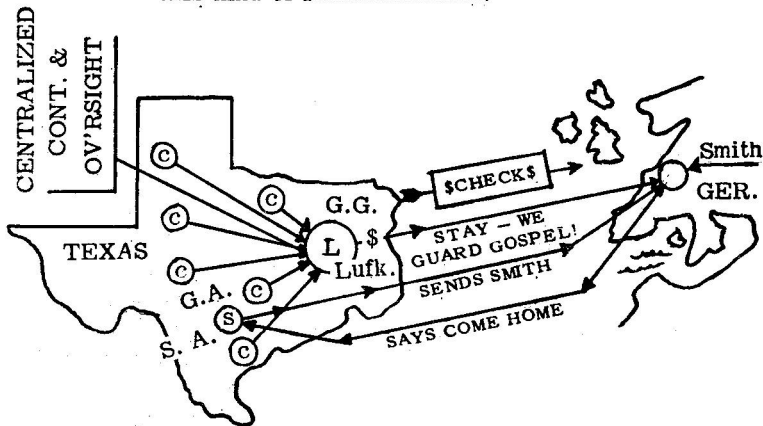 CENTRALIZED
CONT. &
OV'RSIGHT
TEXAS
C
C
C
C
C
G.G.
L
Lufk.
$
G.A.
S. A.
S
$CHECK$
STAY – WE
GUARD GOSPEL!
SENDS SMITH
SAYS COME HOME
Smith
GER.